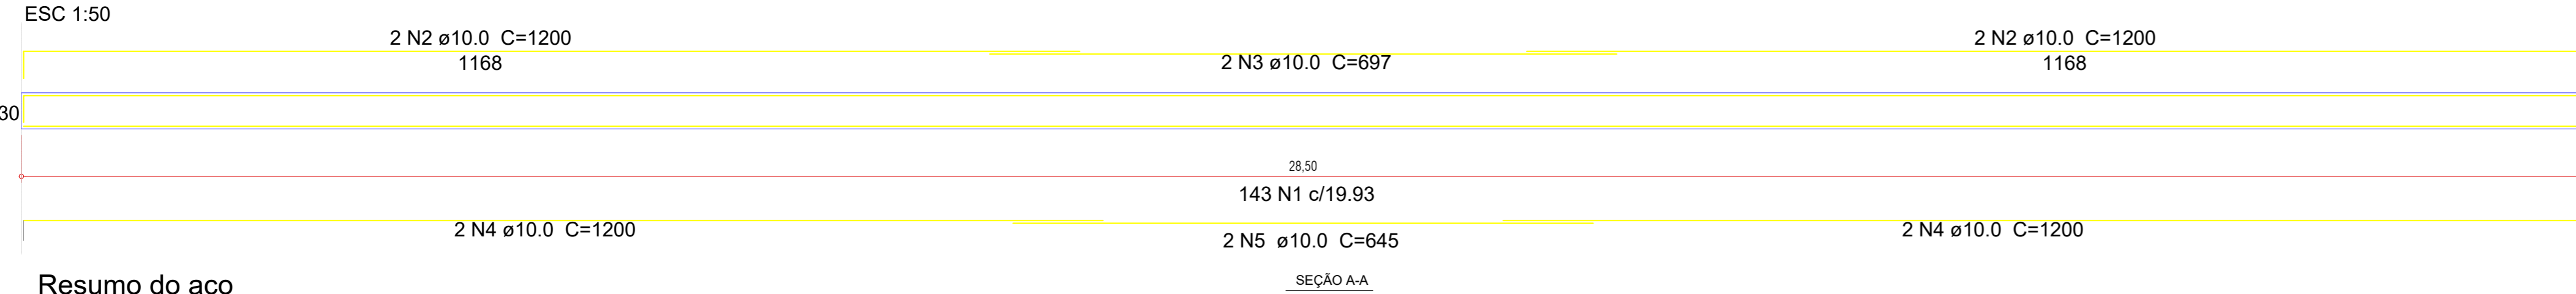 ESC 1:50
2 N2 ø10.0 C=1200
2 N2 ø10.0 C=1200
1168
2 N3 ø10.0 C=697
1168
30
28,50
143 N1 c/19.93
2 N4 ø10.0 C=1200
2 N5 ø10.0 C=645
2 N4 ø10.0 C=1200
Resumo do aço
SEÇÃO A-A